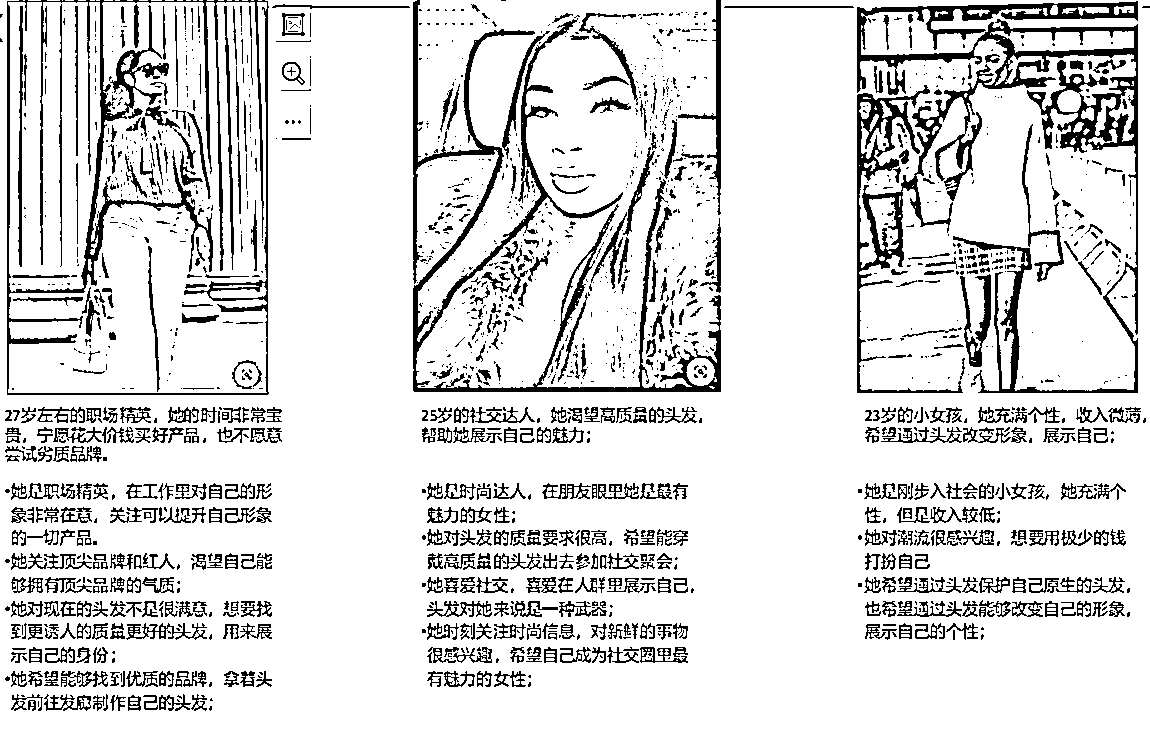 27岁左右的职场精英，她的时间非常宝
贵，宁愿花大价钱买好产品，也不愿意
尝试劣质品牌。
•她是职场精英，在工作里对自己的形
象非常在意，关注可以提升自己形象
的一切产品。
•她关注顶尖品牌和红人，渴望自己能
够拥有顶尖品牌的气质；
•她对现在的头发不是很满意，想要找
到更诱人的质量更好的头发，用来展
示自己的身份；
•她希望能够找到优质的品牌，拿着头
发前往发廊制作自己的头发；
25岁的社交达人，她渴望高质量的头发，
帮助她展示自己的魅力；
•她是时尚达人，在朋友眼里她是最有
魅力的女性；
•她对头发的质量要求很高，希望能穿
戴高质量的头发出去参加社交聚会；
•她喜爱社交，喜爱在人群里展示自己，
头发对她来说是一种武器；
•她时刻关注时尚信息，对新鲜的事物
很感兴趣，希望自己成为社交圈里最
有魅力的女性；
23岁的小女孩，她充满个性，收入微薄，
希望通过头发改变形象，展示自己；
•她是刚步入社会的小女孩，她充满个
性，但是收入较低；
•她对潮流很感兴趣，想要用极少的钱
打扮自己
•她希望通过头发保护自己原生的头发，
也希望通过头发能够改变自己的形象，
展示自己的个性；